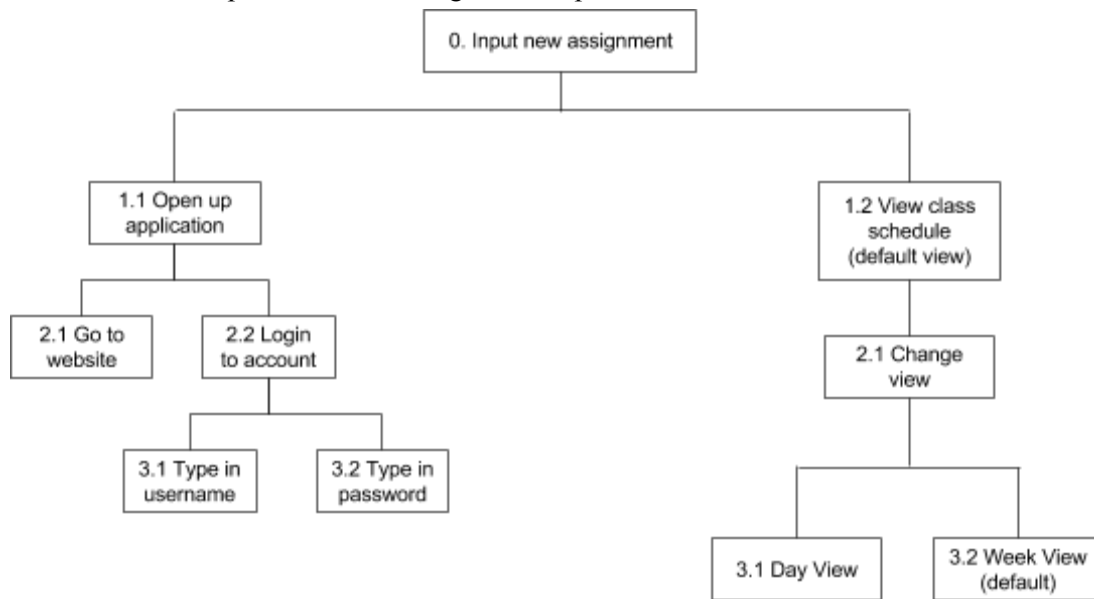 0. Input new assignment
1.1 Open up
application
1.2 View class
schedule
(default view)
2.1 Go to
website
2.2 Login
to account
2.1 Change
view
3.1 Type in
username
3.2 Type in
password
3.1 Day View
3.2 Week View
(default)